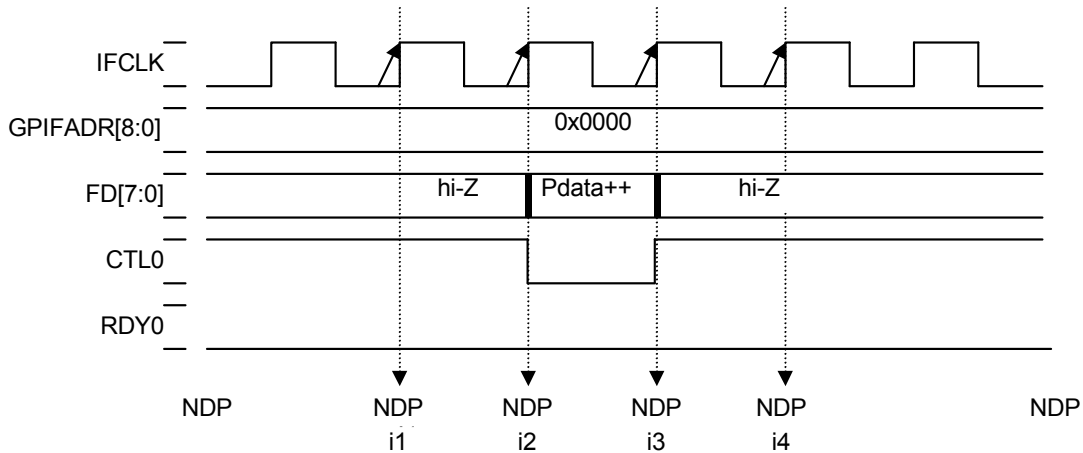 IFCLK
GPIFADR[8:0]
0x0000
FD[7:0]
hi-Z
Pdata++
hi-Z
CTL0
RDY0
NDP NDP NDP NDP NDP NDP
i1 i2 i3 i4